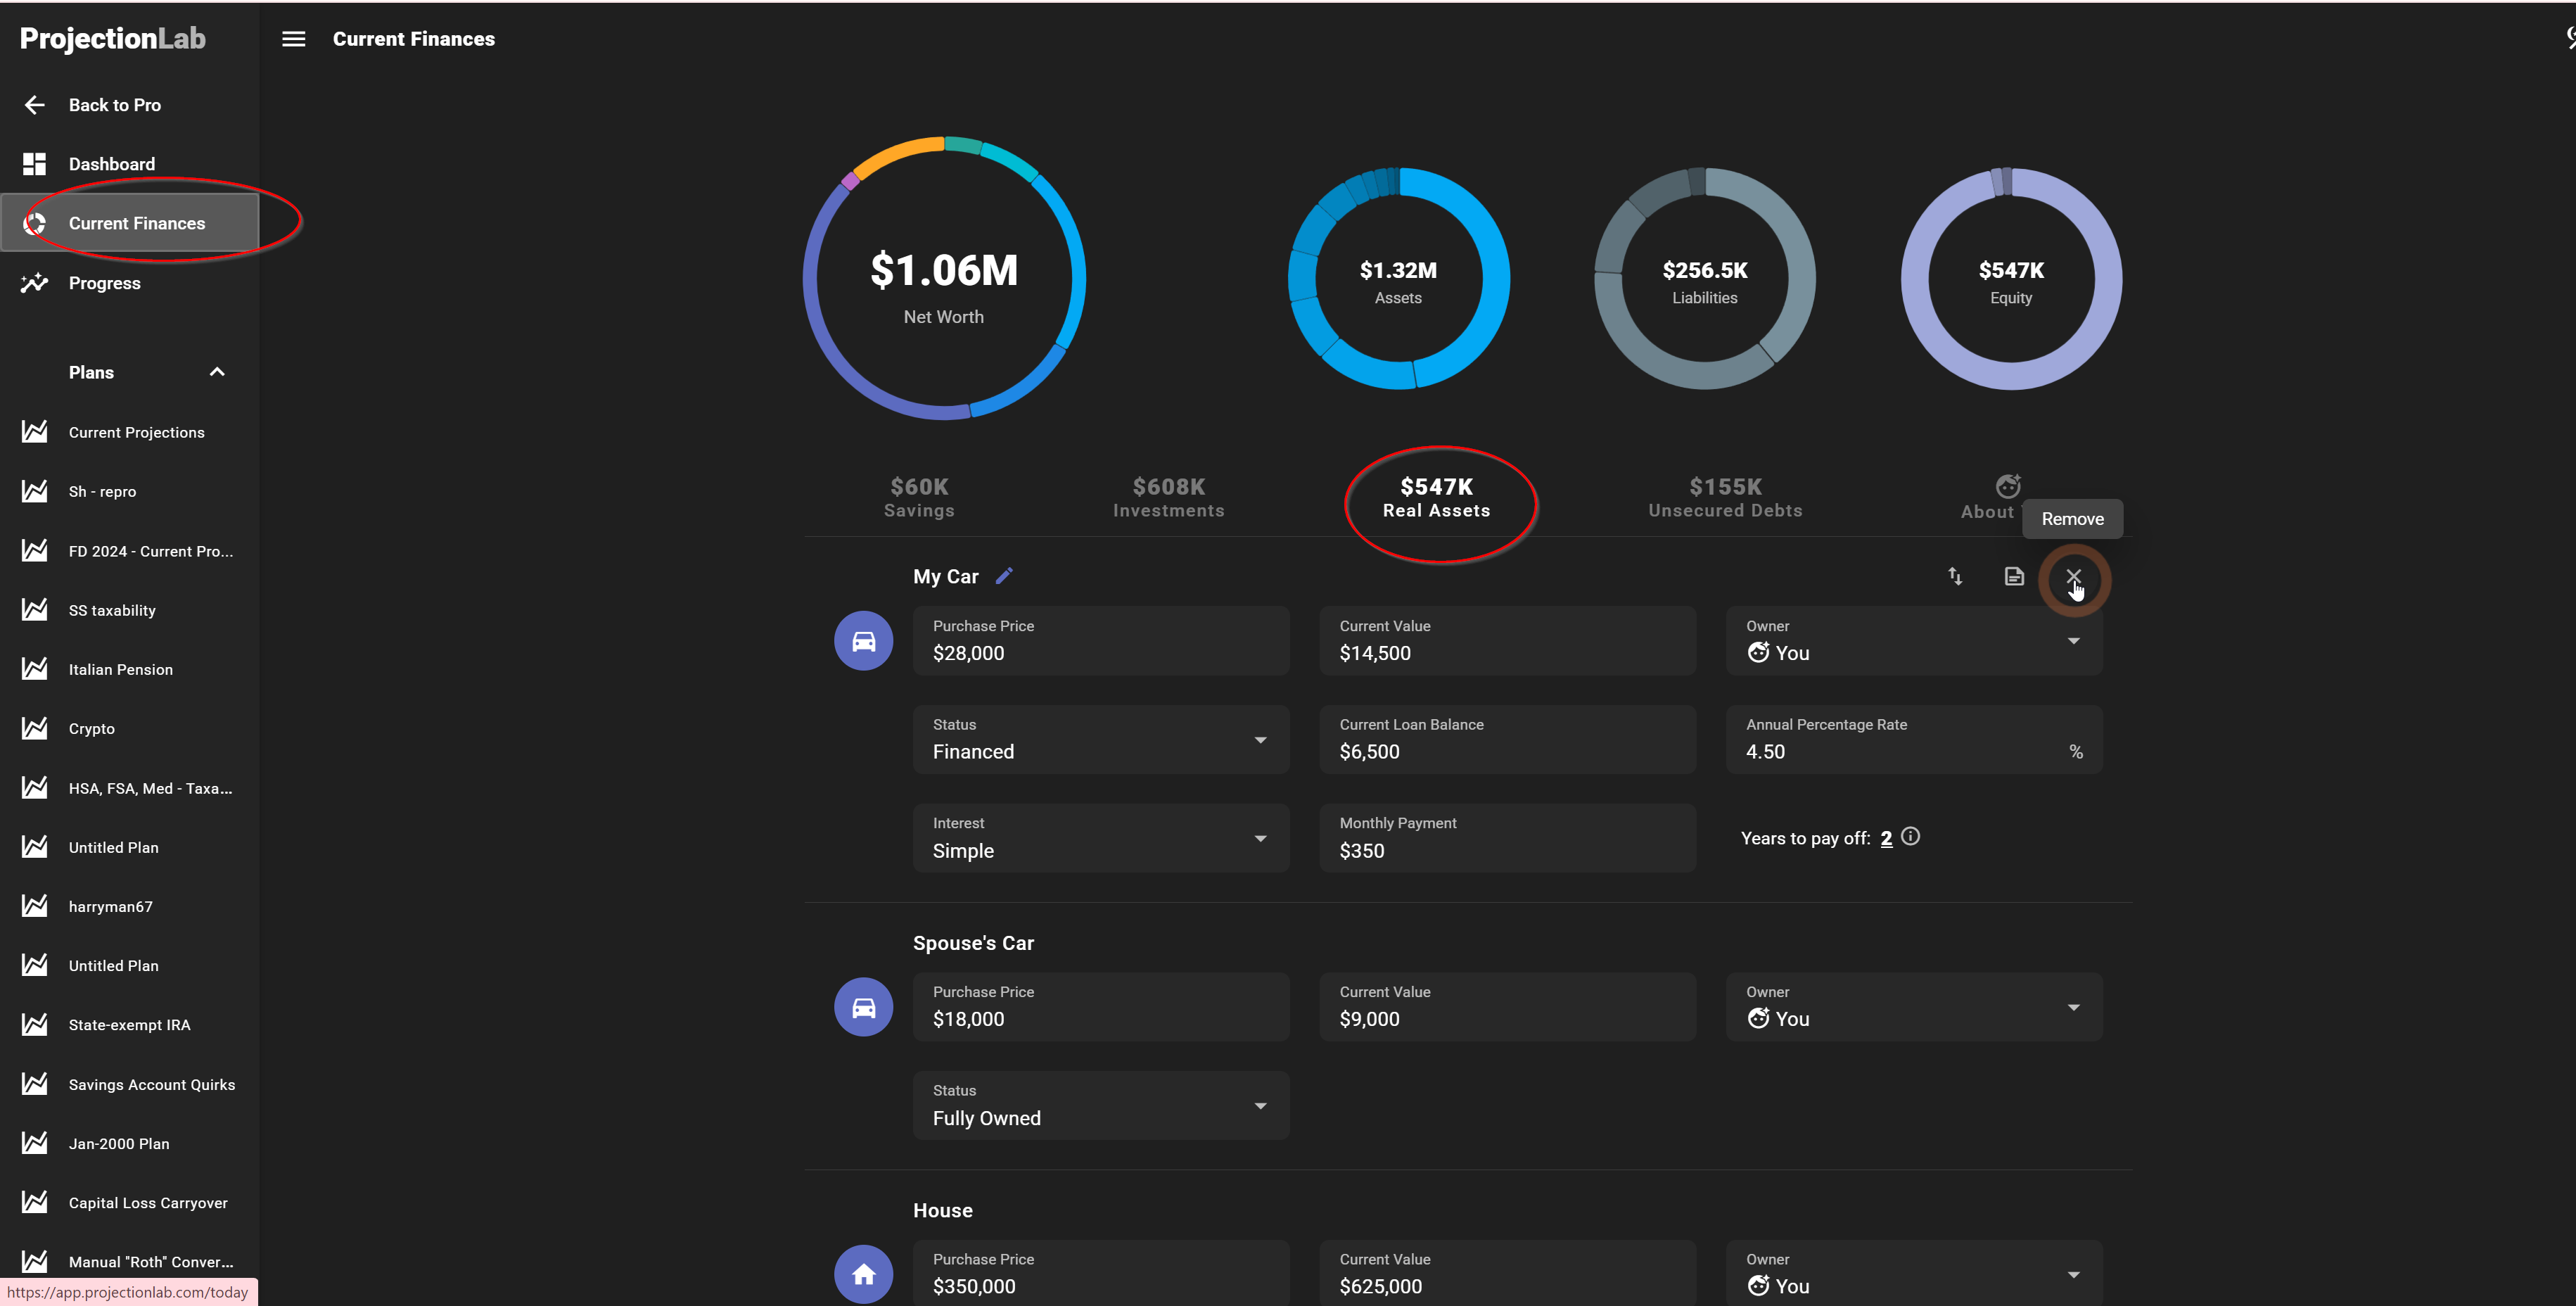 ProjectionLab
Current Finances
Back to Pro
Dashboard
Current Finances
Progress
Plans
Current Projections
Sh - repro
FD 2024 - Current Pro...
SS taxability
Italian Pension
Crypto
HSA, FSA, Med - Taxa...
Untitled Plan
harryman67
Untitled Plan
State-exempt IRA
Savings Account Quirks
Jan-2000 Plan
Capital Loss Carryover
Manual "Roth" Conver...
https://app.projectionlab.com/today
$1.06M
Net Worth
$1.32M
Assets
$256.5K
Liabilities
$547K
Equity
$60K
Savings
$608K
Investments
$547K
Real Assets
$155K
Unsecured Debts
About
Remove
My Car
Purchase Price
$28,000
Current Value
$14,500
Owner
You
Status
Financed
Current Loan Balance
$6,500
Annual Percentage Rate
4.50 %
Interest
Simple
Monthly Payment
$350
Years to pay off: 2
Spouse's Car
Purchase Price
$18,000
Current Value
$9,000
Owner
You
Status
Fully Owned
House
Purchase Price
$350,000
Current Value
$625,000
Owner
You